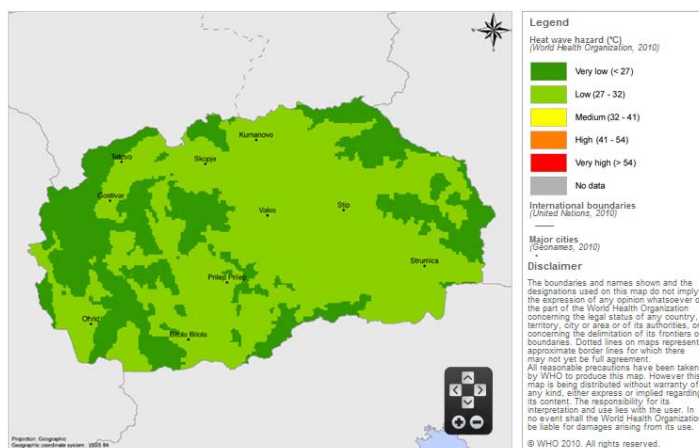 Legend
Heat wave hazard (°C)
(World Health Organization, 2010)
Very low (< 27)
Low (27 - 32)
Medium (32 - 41)
High (41 - 54)
Very high (> 54)
No data
International boundaries
(United Nations, 2010)
Major cities
(Geonames, 2010)
Disclaimer
The boundaries and names shown and the
designations used on this map do not imply
the expression of any opinion whatsoever o
the part of the World Health Organization
concerning the legal status of any country,
territory, city or area or of its authorities, or
concerning the delimitation of its frontiers o
boundaries. Dotted lines on maps represent
approximate border lines for which there
may not yet be full agreement.
All reasonable precautions have been taken
by WHO to produce this map. However this
map is being distributed without warranty of
any kind, either express or implied regarding
its content. The responsibility for its
interpretation and use lies with the user. In
no event shall the World Health Organization
be liable for damages arising from its use.
© WHO 2010. All rights reserved.
Kumanovo
Tetovo
Skopje
Gostivar
Vales
Stip
Strumica
Prilep Prilep
Ohrid
Bitola Bitola
Projection: Geographic
Geographic coordinate system : WGS 84